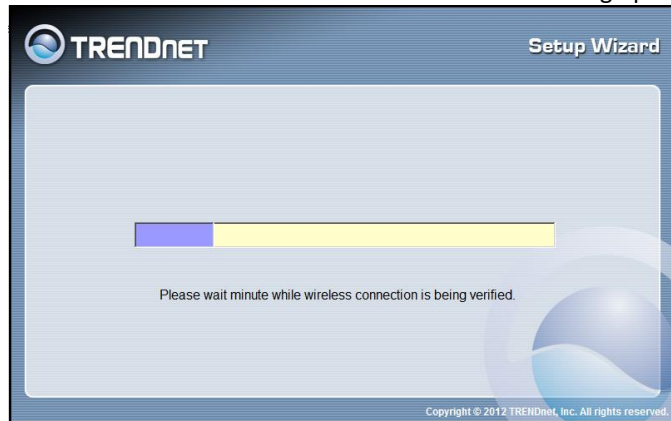 TRENDNET
Setup Wizard
Please wait minute while wireless connection is being verified.
Copyright © 2012 TRENDnet, Inc. All rights reserved.